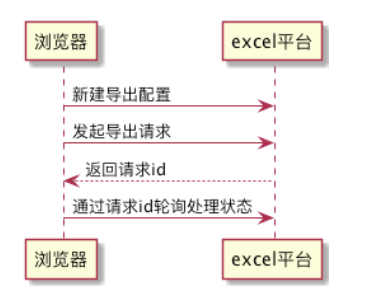 浏览器
excel平台
新建导出配置
发起导出请求
返回请求id
通过请求id轮询处理状态
浏览器
excel平台